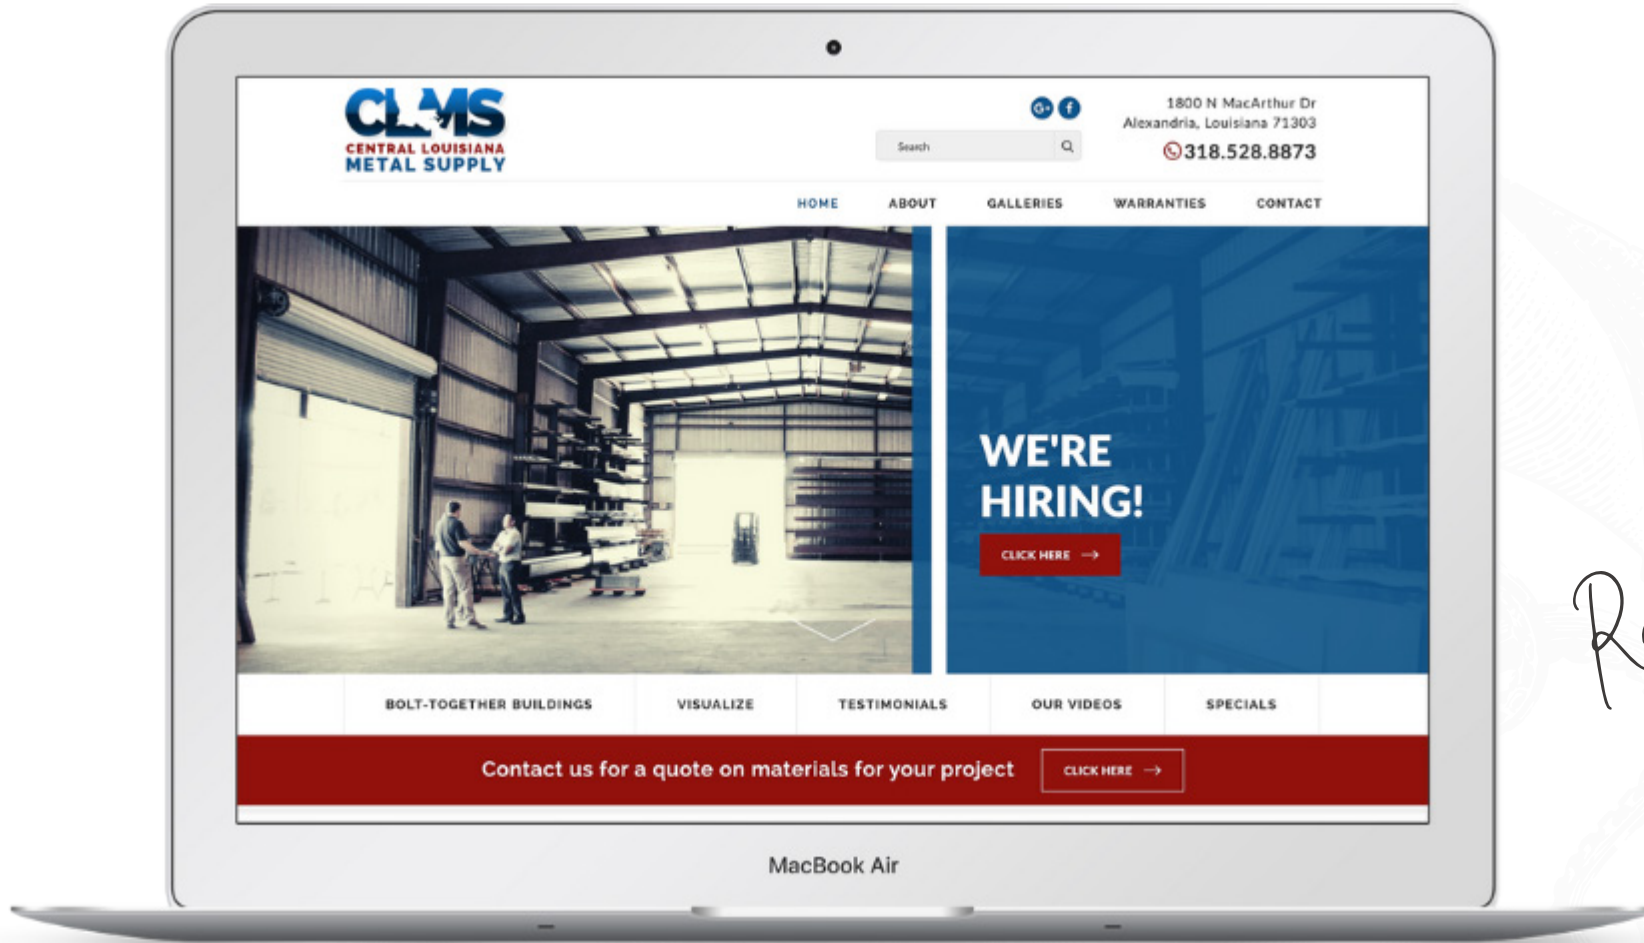 CLMS
CENTRAL LOUISIANA
METAL SUPPLY
G+ f
1800 N MacArthur Dr
Alexandria, Louisiana 71303
Search
318.528.8873
HOME ABOUT GALLERIES WARRANTIES CONTACT
WE'RE
HIRING!
CLICK HERE →
BOLT-TOGETHER BUILDINGS VISUALIZE TESTIMONIALS OUR VIDEOS SPECIALS
Contact us for a quote on materials for your project CLICK HERE →
MacBook Air